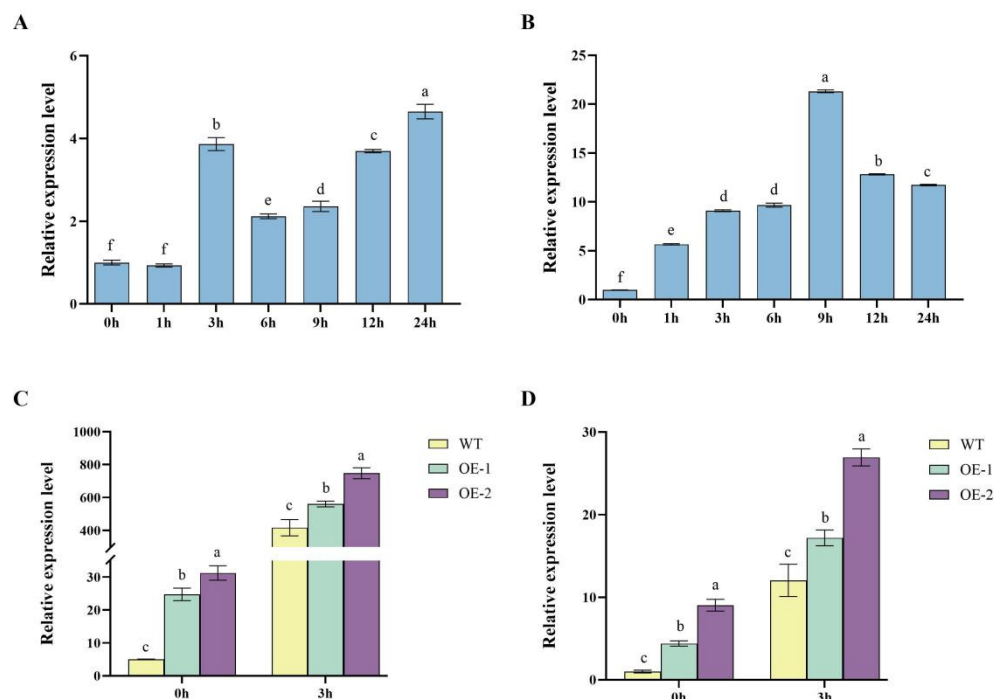 A
Relative expression level
6
4
2
0
f
f
b
e
d
c
a
0h 1h 3h 6h 9h 12h 24h
B
Relative expression level
25
20
15
10
5
0
f
e
d
d
a
b
c
0h 1h 3h 6h 9h 12h 24h
C
Relative expression level
1000
800
600
400
30
20
10
0
c
b
a
c
b
a
0h 3h
WT
OE-1
OE-2
D
Relative expression level
30
20
10
0
c
b
a
c
b
a
0h 3h
WT
OE-1
OE-2